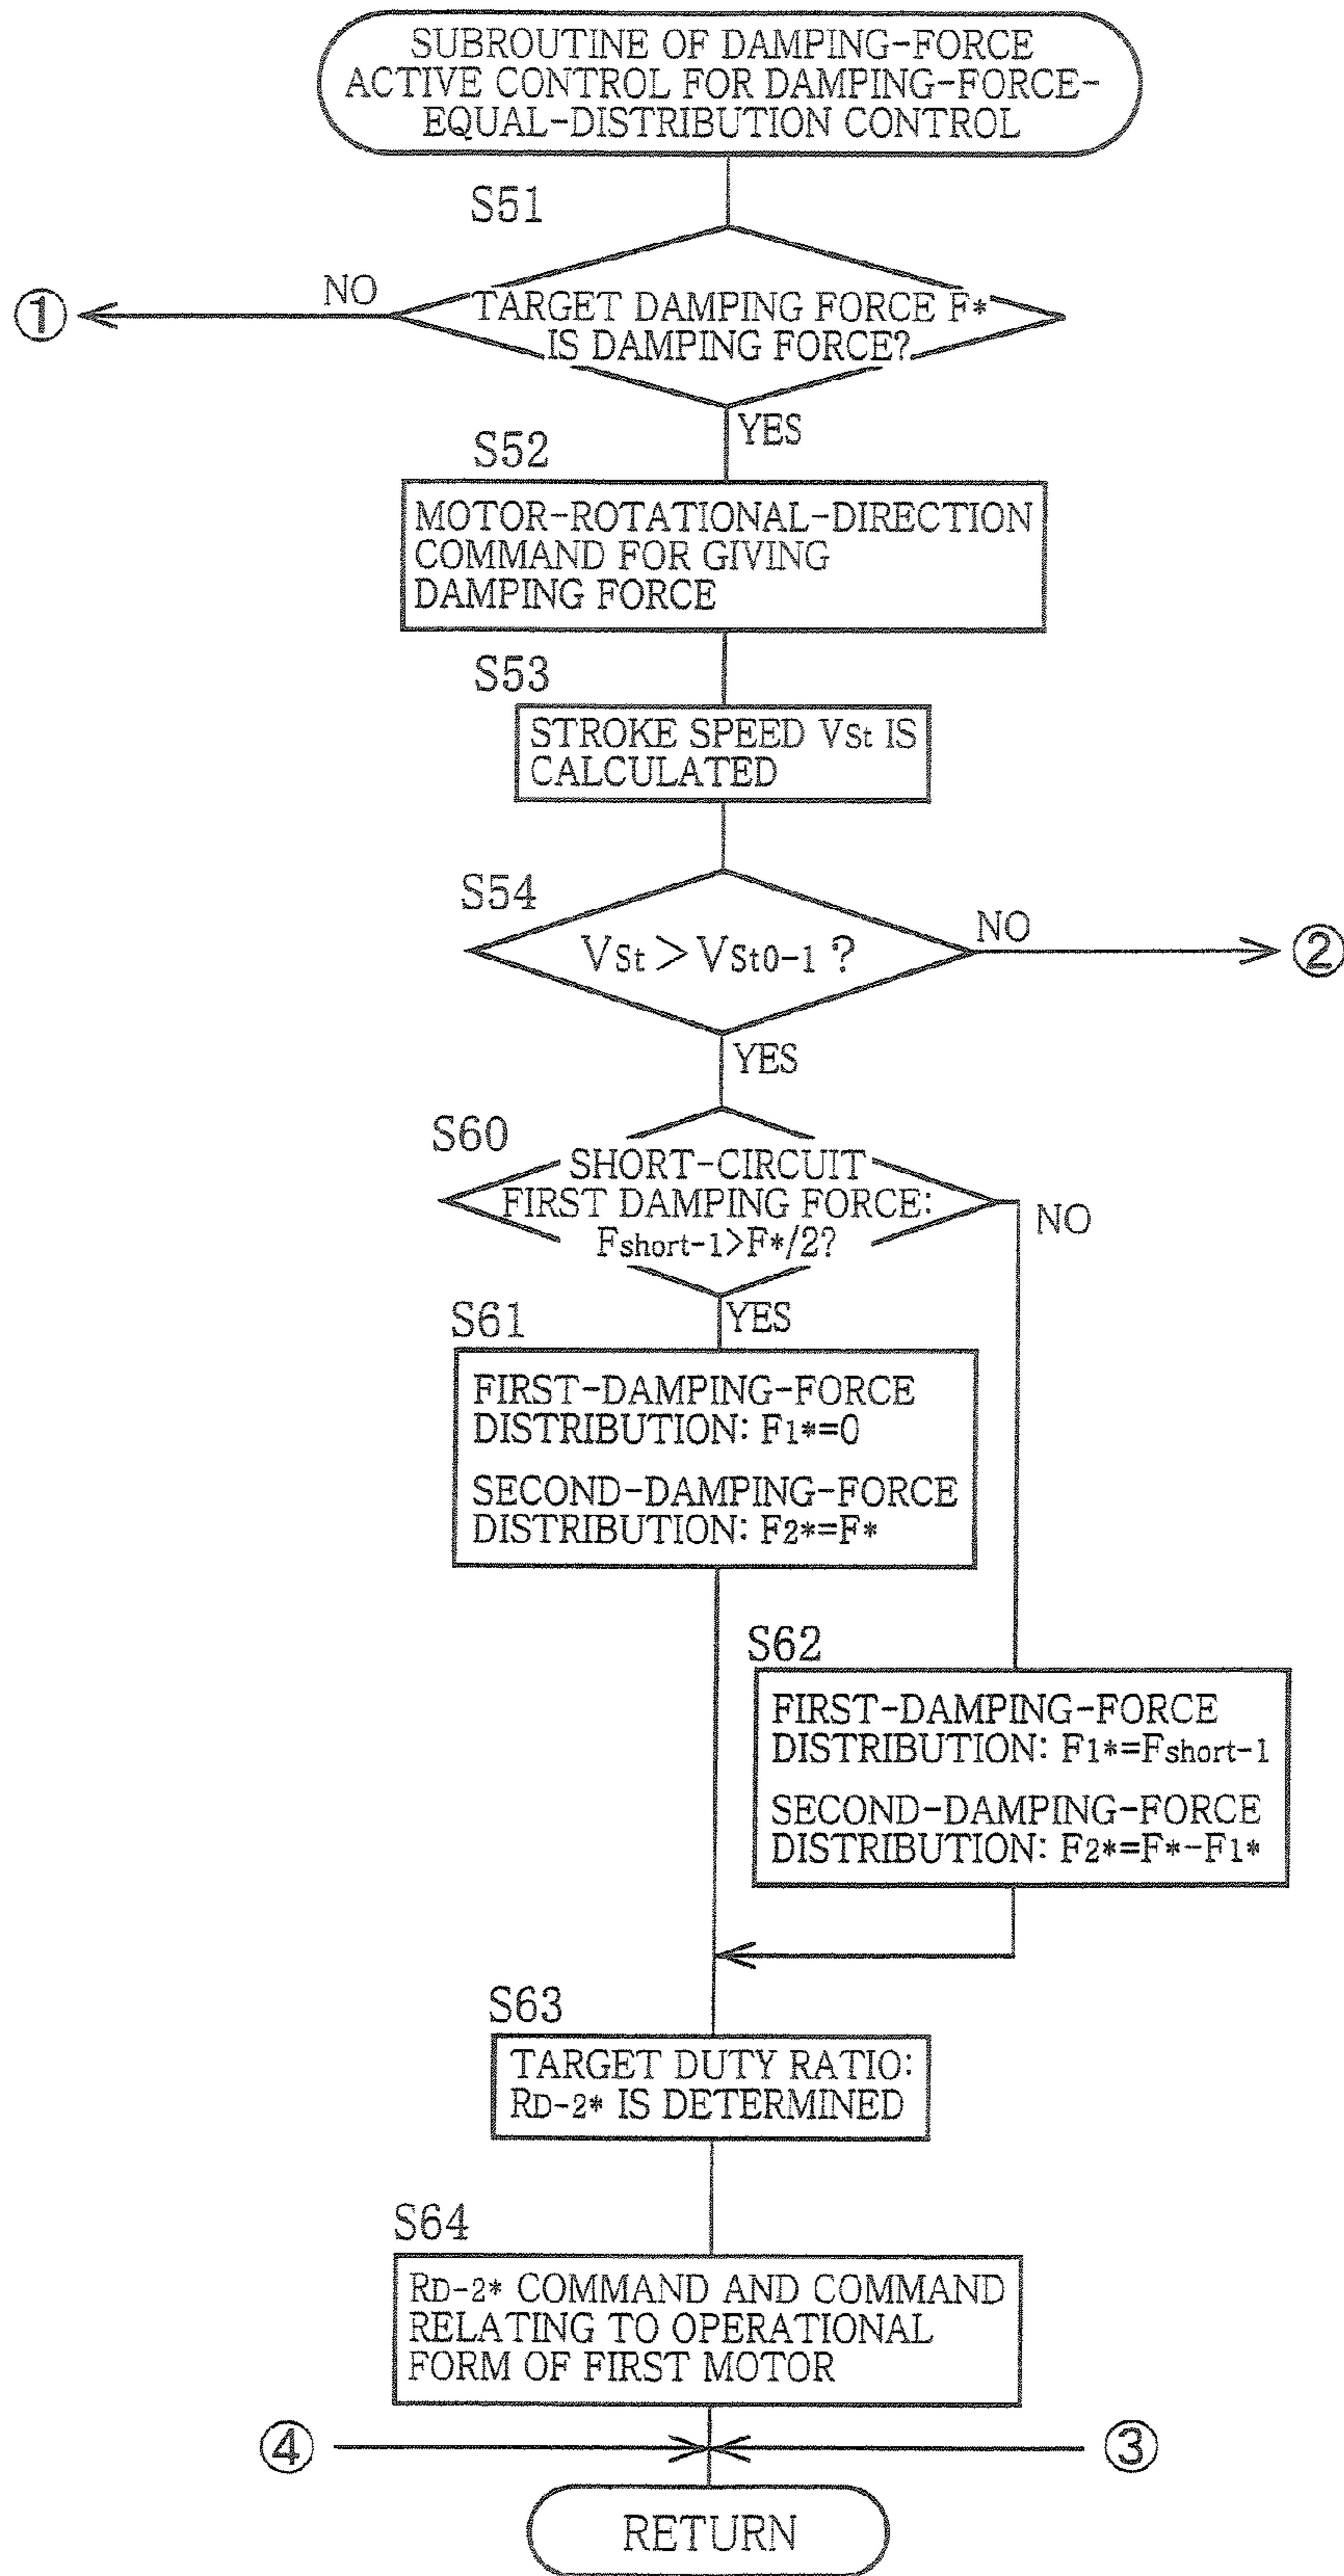 SUBROUTINE OF DAMPING-FORCE
ACTIVE CONTROL FOR DAMPING-FORCE-
EQUAL-DISTRIBUTION CONTROL
S51
①
NO
TARGET DAMPING FORCE F*
IS DAMPING FORCE?
YES
S52
MOTOR-ROTATIONAL-DIRECTION
COMMAND FOR GIVING
DAMPING FORCE
S53
STROKE SPEED VSt IS
CALCULATED
S54
VSt > VSt0-1 ?
NO
②
YES
S60
SHORT-CIRCUIT
FIRST DAMPING FORCE:
Fshort-1>F*/2?
NO
YES
S61
FIRST-DAMPING-FORCE
DISTRIBUTION: F1*=0
SECOND-DAMPING-FORCE
DISTRIBUTION: F2*=F*
S62
FIRST-DAMPING-FORCE
DISTRIBUTION: F1*=Fshort-1
SECOND-DAMPING-FORCE
DISTRIBUTION: F2*=F*-F1*
S63
TARGET DUTY RATIO:
RD-2* IS DETERMINED
S64
RD-2* COMMAND AND COMMAND
RELATING TO OPERATIONAL
FORM OF FIRST MOTOR
④
③
RETURN